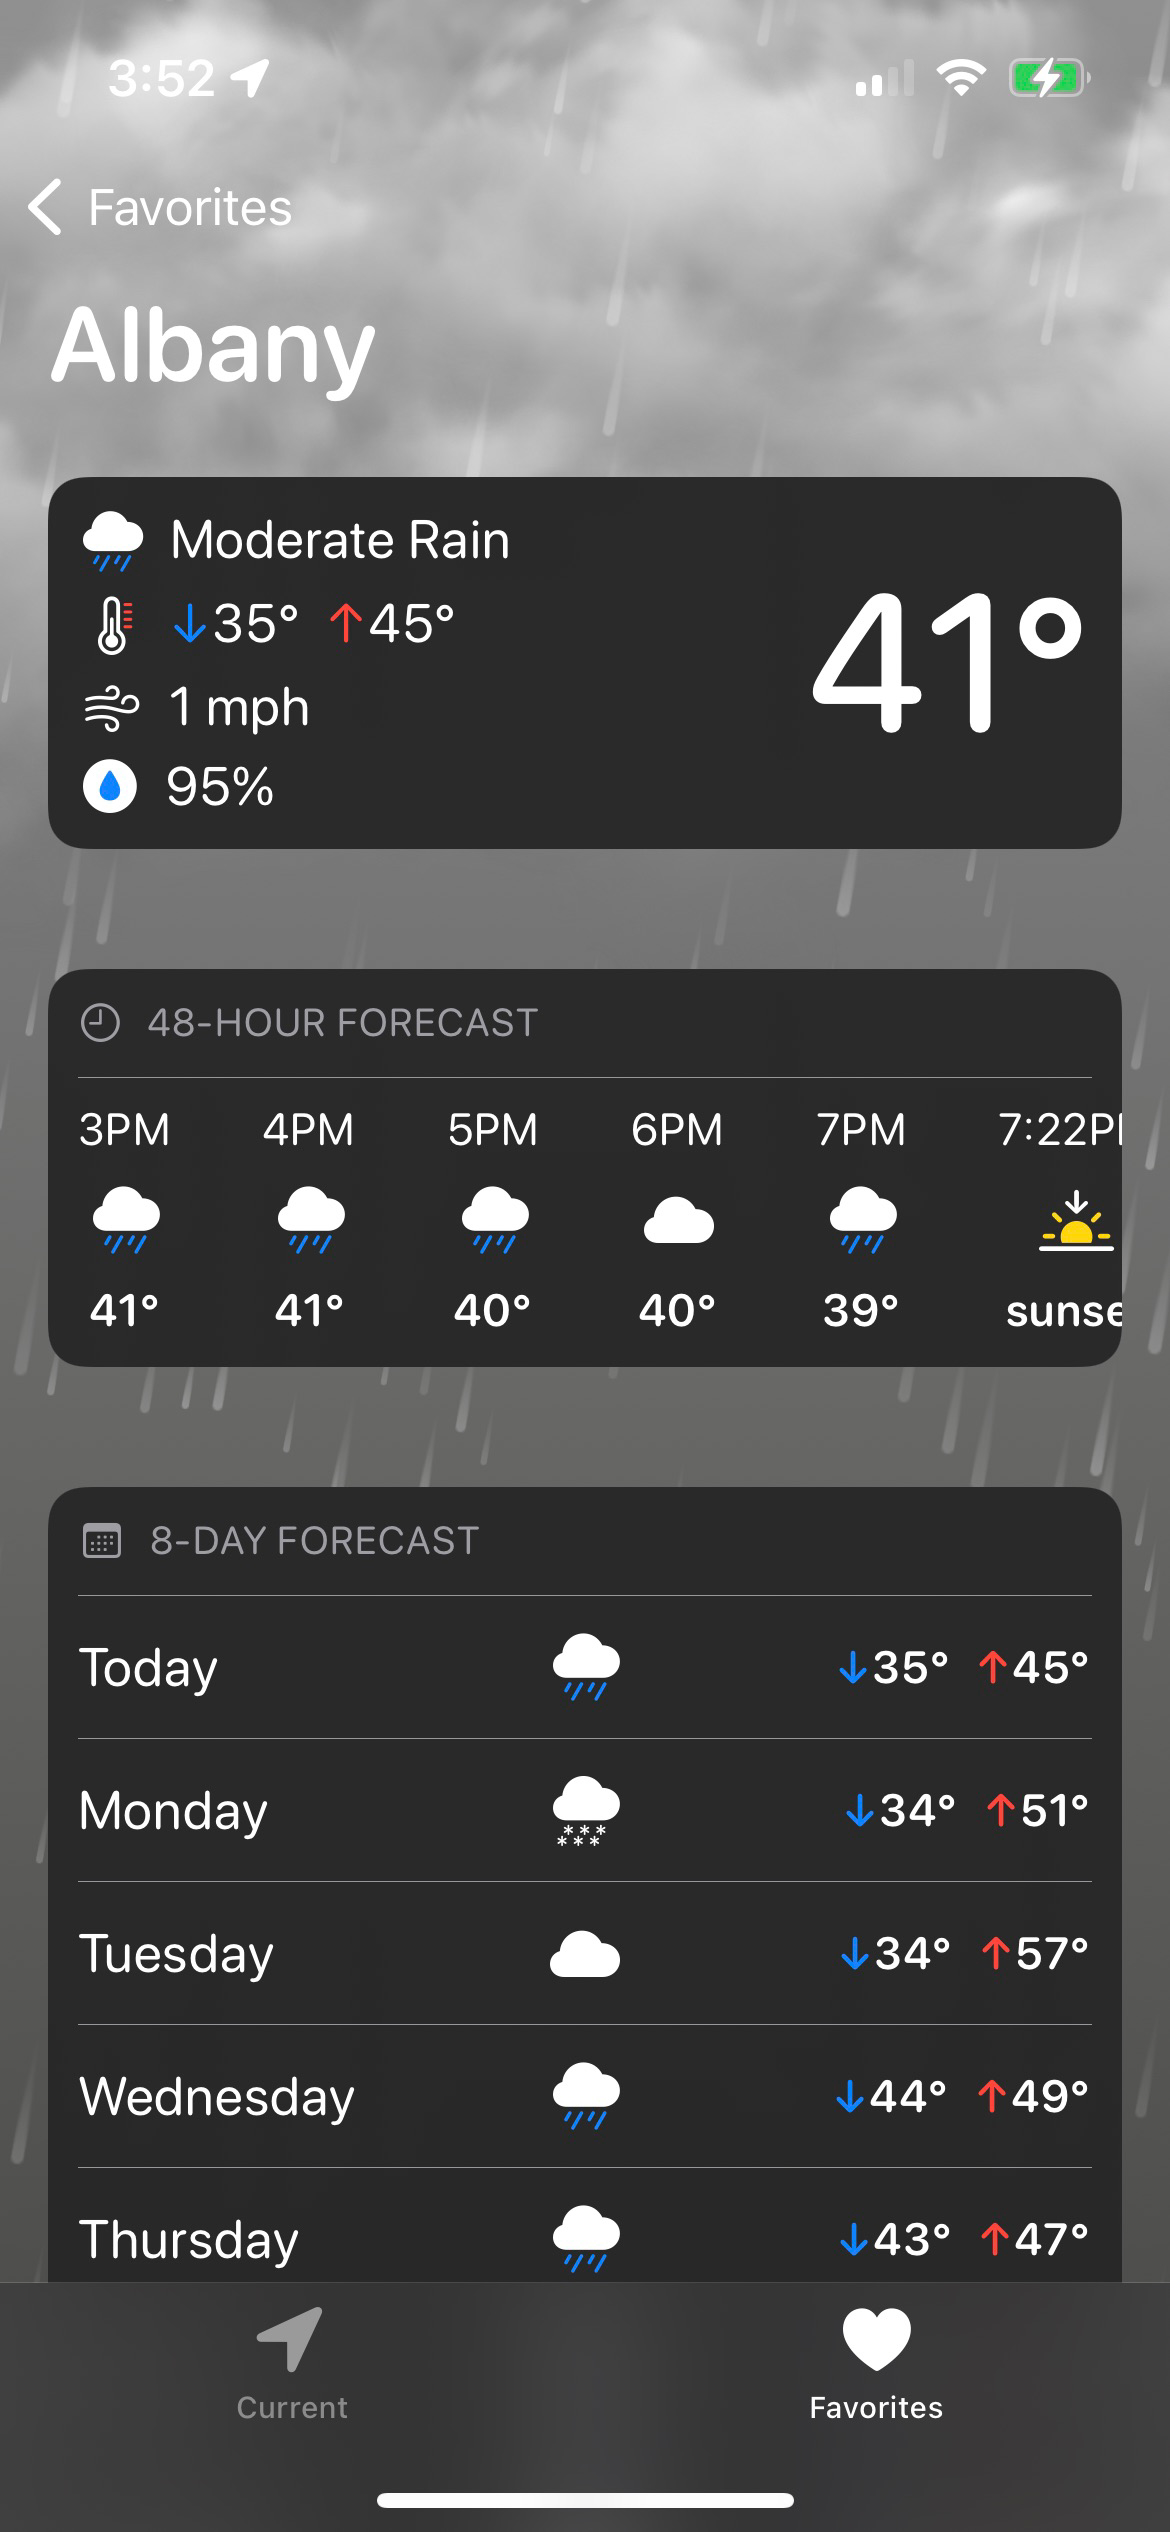 3:52
Favorites
Albany
Moderate Rain
↓35° ↑45°
1 mph
95%
41°
48-HOUR FORECAST
3PM 4PM 5PM 6PM 7PM 7:22P
41° 41° 40° 40° 39° sunse
8-DAY FORECAST
Today ↓35° ↑45°
Monday ↓34° ↑51°
Tuesday ↓34° ↑57°
Wednesday ↓44° ↑49°
Thursday ↓43° ↑47°
Current Favorites